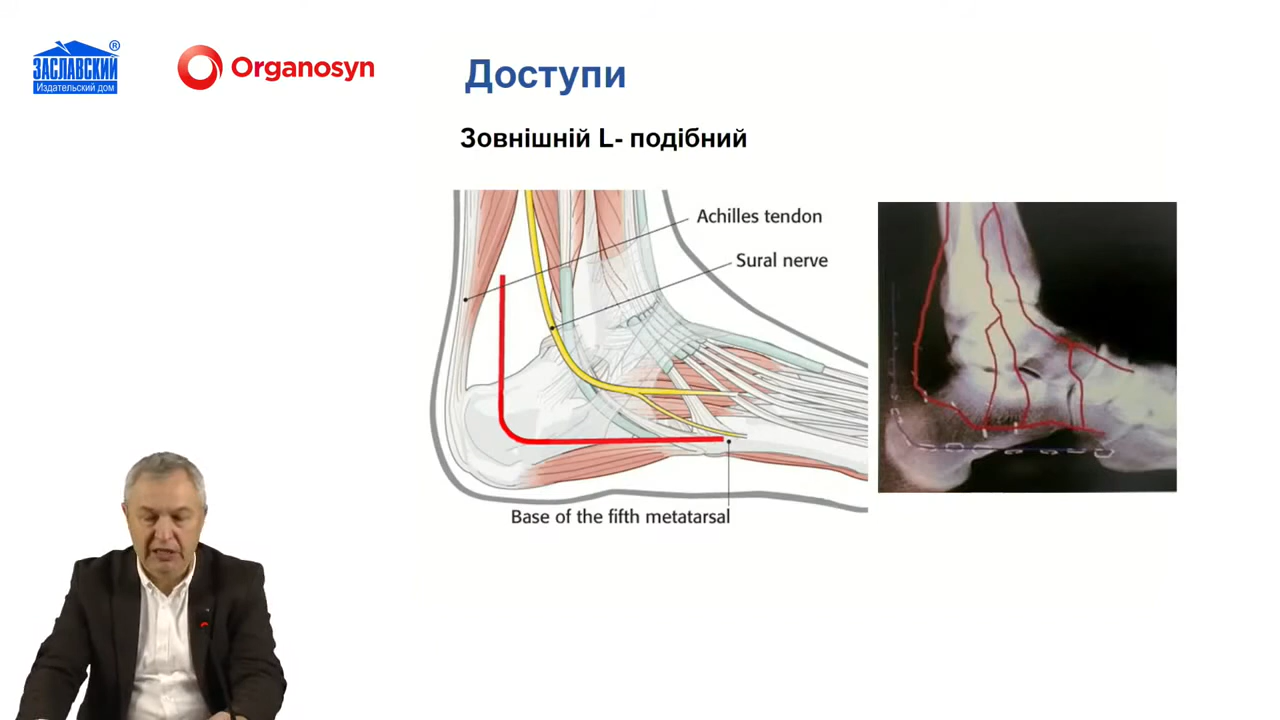 ЗАСЛАВСКИЙ
®
Издательский дом
Organosyn
Доступи
Зовнішній L- подібний
Achilles tendon
Sural nerve
Base of the fifth metatarsal